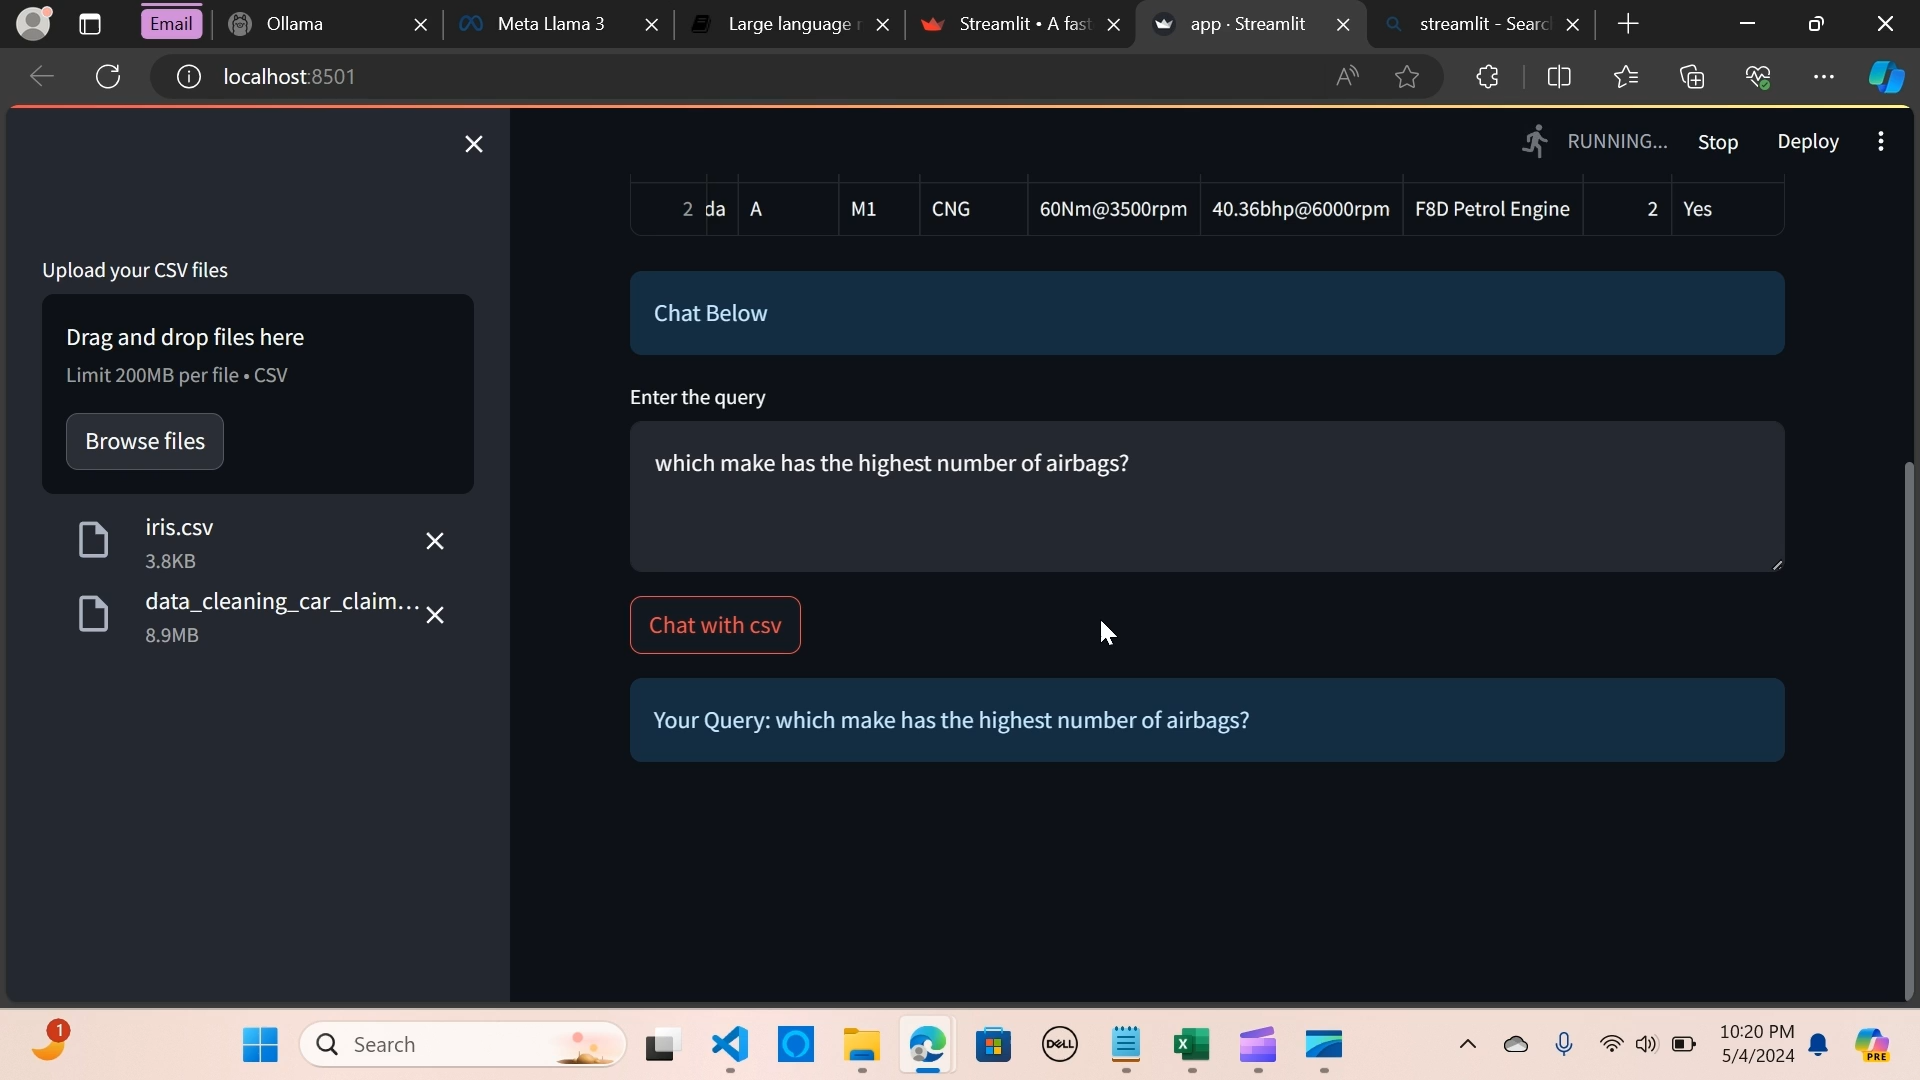 Email
Ollama
Meta Llama 3
Large language
Streamlit • A fast
app · Streamlit
streamlit - Search
localhost:8501
RUNNING...
Stop
Deploy
2
da
A
M1
CNG
60Nm@3500rpm
40.36bhp@6000rpm
F8D Petrol Engine
2
Yes
Upload your CSV files
Drag and drop files here
Limit 200MB per file • CSV
Browse files
iris.csv
3.8KB
data_cleaning_car_claim...
8.9MB
Chat Below
Enter the query
which make has the highest number of airbags?
Chat with csv
Your Query: which make has the highest number of airbags?
1
Search
DELL
10:20 PM
5/4/2024
PRE